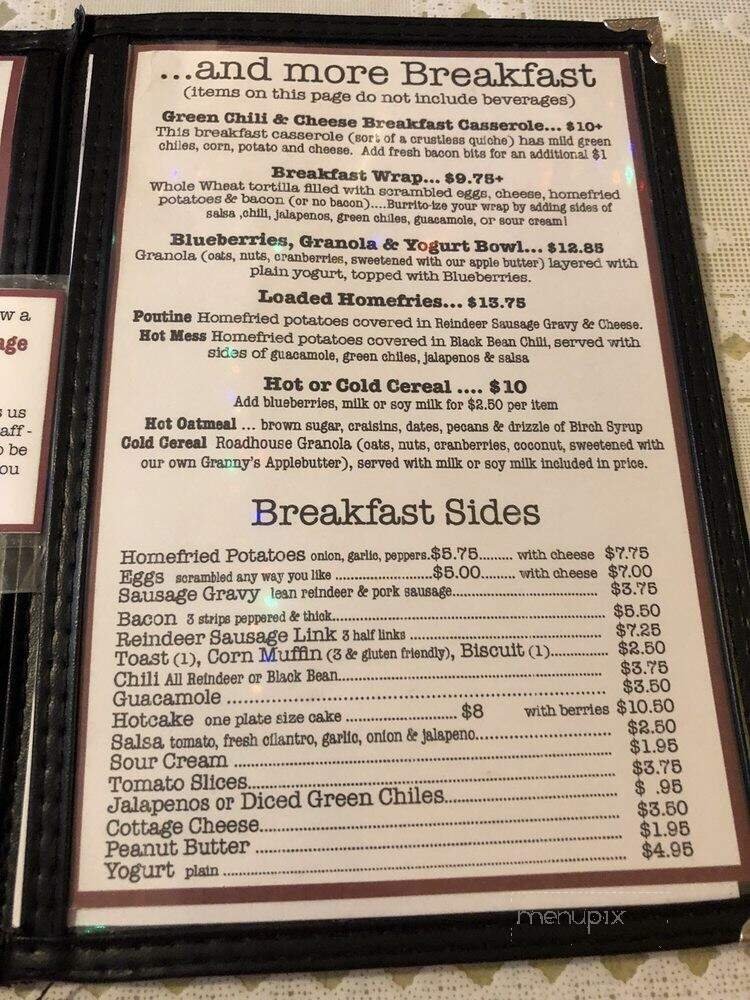 ...and more Breakfast
(items on this page do not include beverages)
Green Chili & Cheese Breakfast Casserole... $10+
This breakfast casserole (sort of a crustless quiche) has mild green
chiles, corn, potato and cheese. Add fresh bacon bits for an additional $1
Breakfast Wrap... $9.75+
Whole Wheat tortilla filled with scrambled eggs, cheese, homefried
potatoes & bacon (or no bacon)....Burrito-ize your wrap by adding sides of
salsa ,chili, jalapenos, green chiles, guacamole, or sour cream!
Blueberries, Granola & Yogurt Bowl... $12.85
Granola (oats, nuts, cranberries, sweetened with our apple butter) layered with
plain yogurt, topped with Blueberries.
Loaded Homefries... $13.75
Poutine Homefried potatoes covered in Reindeer Sausage Gravy & Cheese.
Hot Mess Homefried potatoes covered in Black Bean Chili, served with
sides of guacamole, green chiles, jalapenos & salsa
Hot or Cold Cereal .... $10
Add blueberries, milk or soy milk for $2.50 per item
Hot Oatmeal ... brown sugar, craisins, dates, pecans & drizzle of Birch Syrup
Cold Cereal Roadhouse Granola (oats, nuts, cranberries, coconut, sweetened with
our own Granny's Applebutter), served with milk or soy milk included in price.
Breakfast Sides
Homefried Potatoes onion, garlic, peppers.$5.75......... with cheese $7.75
Eggs scrambled any way you like ......................$5.00......... with cheese $7.00
Sausage Gravy lean reindeer & pork sausage................................. $3.75
Bacon 3 strips peppered & thick.............................................................. $5.50
Reindeer Sausage Link 3 half links ........................................... $7.25
Toast (1), Corn Muffin (3 & gluten friendly), Biscuit (1)............. $2.50
Chili All Reindeer or Black Bean............................................................ $3.75
Guacamole .................................................................................... $3.50
Hotcake one plate size cake ......................... $8 with berries $10.50
Salsa tomato, fresh cilantro, garlic, onion & jalapeno............................. $2.50
Sour Cream .................................................................................. $1.95
Tomato Slices................................................................................ $3.75
Jalapenos or Diced Green Chiles...................................... $ .95
Cottage Cheese.............................................................................. $3.50
Peanut Butter .............................................................................. $1.95
Yogurt plain .................................................................................... $4.95
w a
age
s us
aff -
o be
ou
menupix